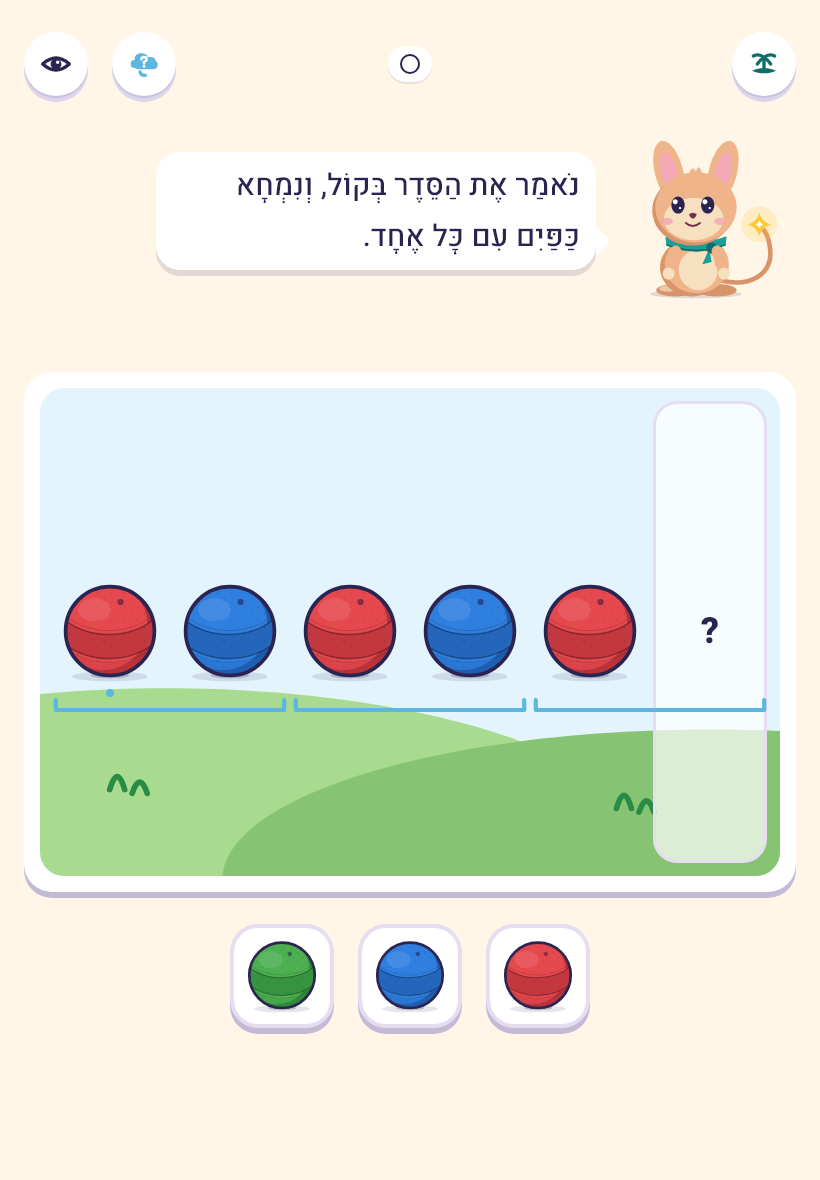 נֹאמַר אֶת הַסֵּדֶר בְּקוֹל, וְנִמְחָא
כַּפַּיִם עִם כׇּל אֶחָד.
?